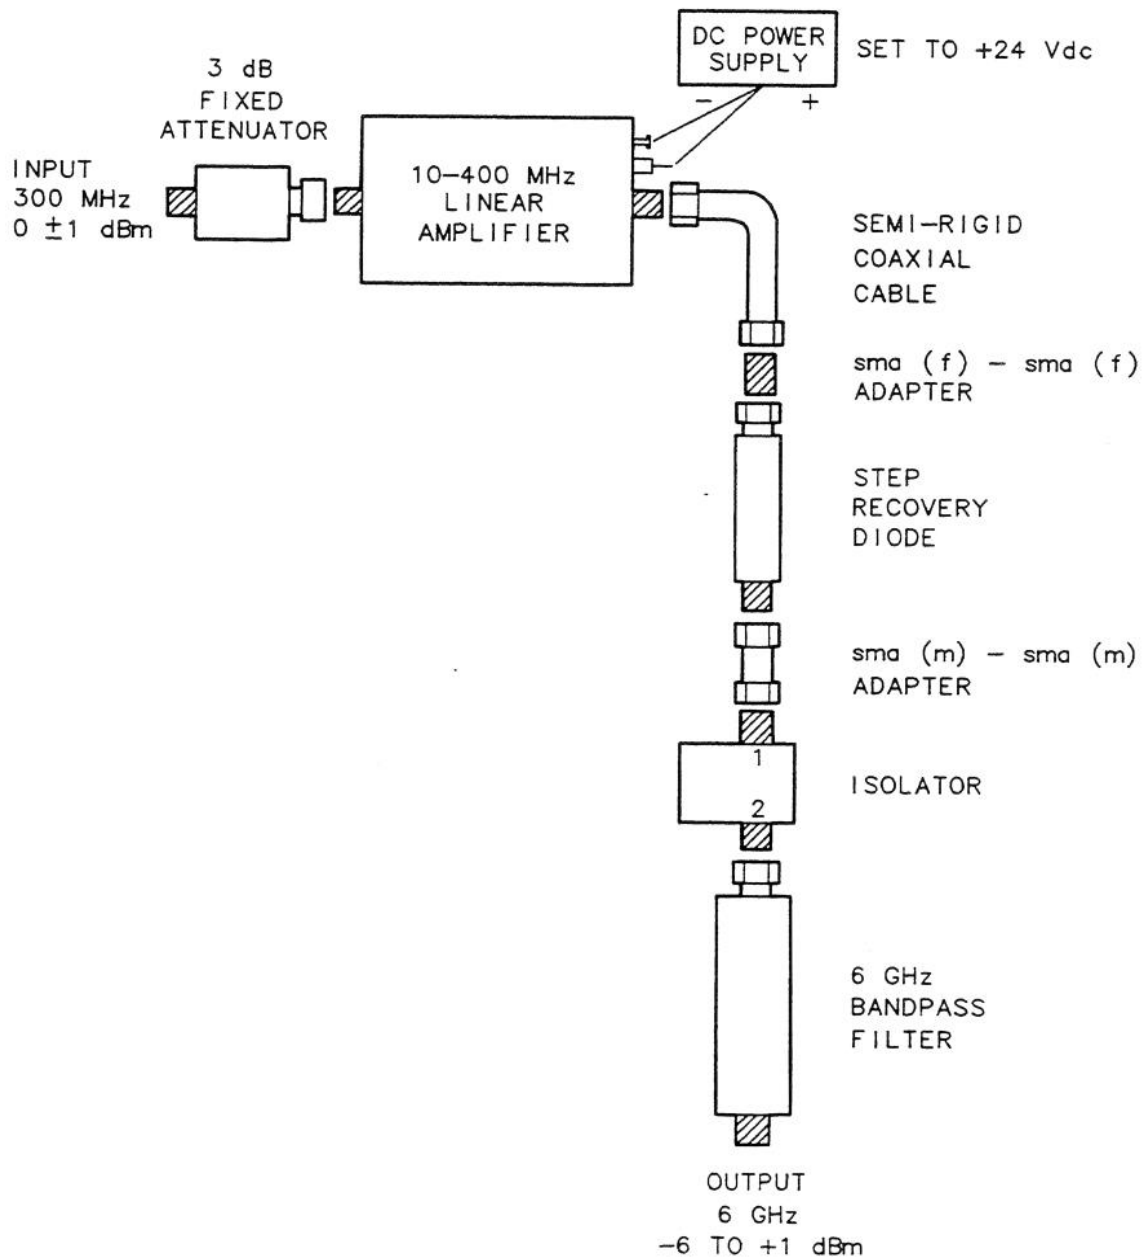 DC POWER
SUPPLY
SET TO +24 Vdc
- +
3 dB
FIXED
ATTENUATOR
INPUT
300 MHz
0 ±1 dBm
10-400 MHz
LINEAR
AMPLIFIER
SEMI-RIGID
COAXIAL
CABLE
sma (f) - sma (f)
ADAPTER
STEP
RECOVERY
DIODE
sma (m) - sma (m)
ADAPTER
1
2
ISOLATOR
6 GHz
BANDPASS
FILTER
OUTPUT
6 GHz
-6 TO +1 dBm